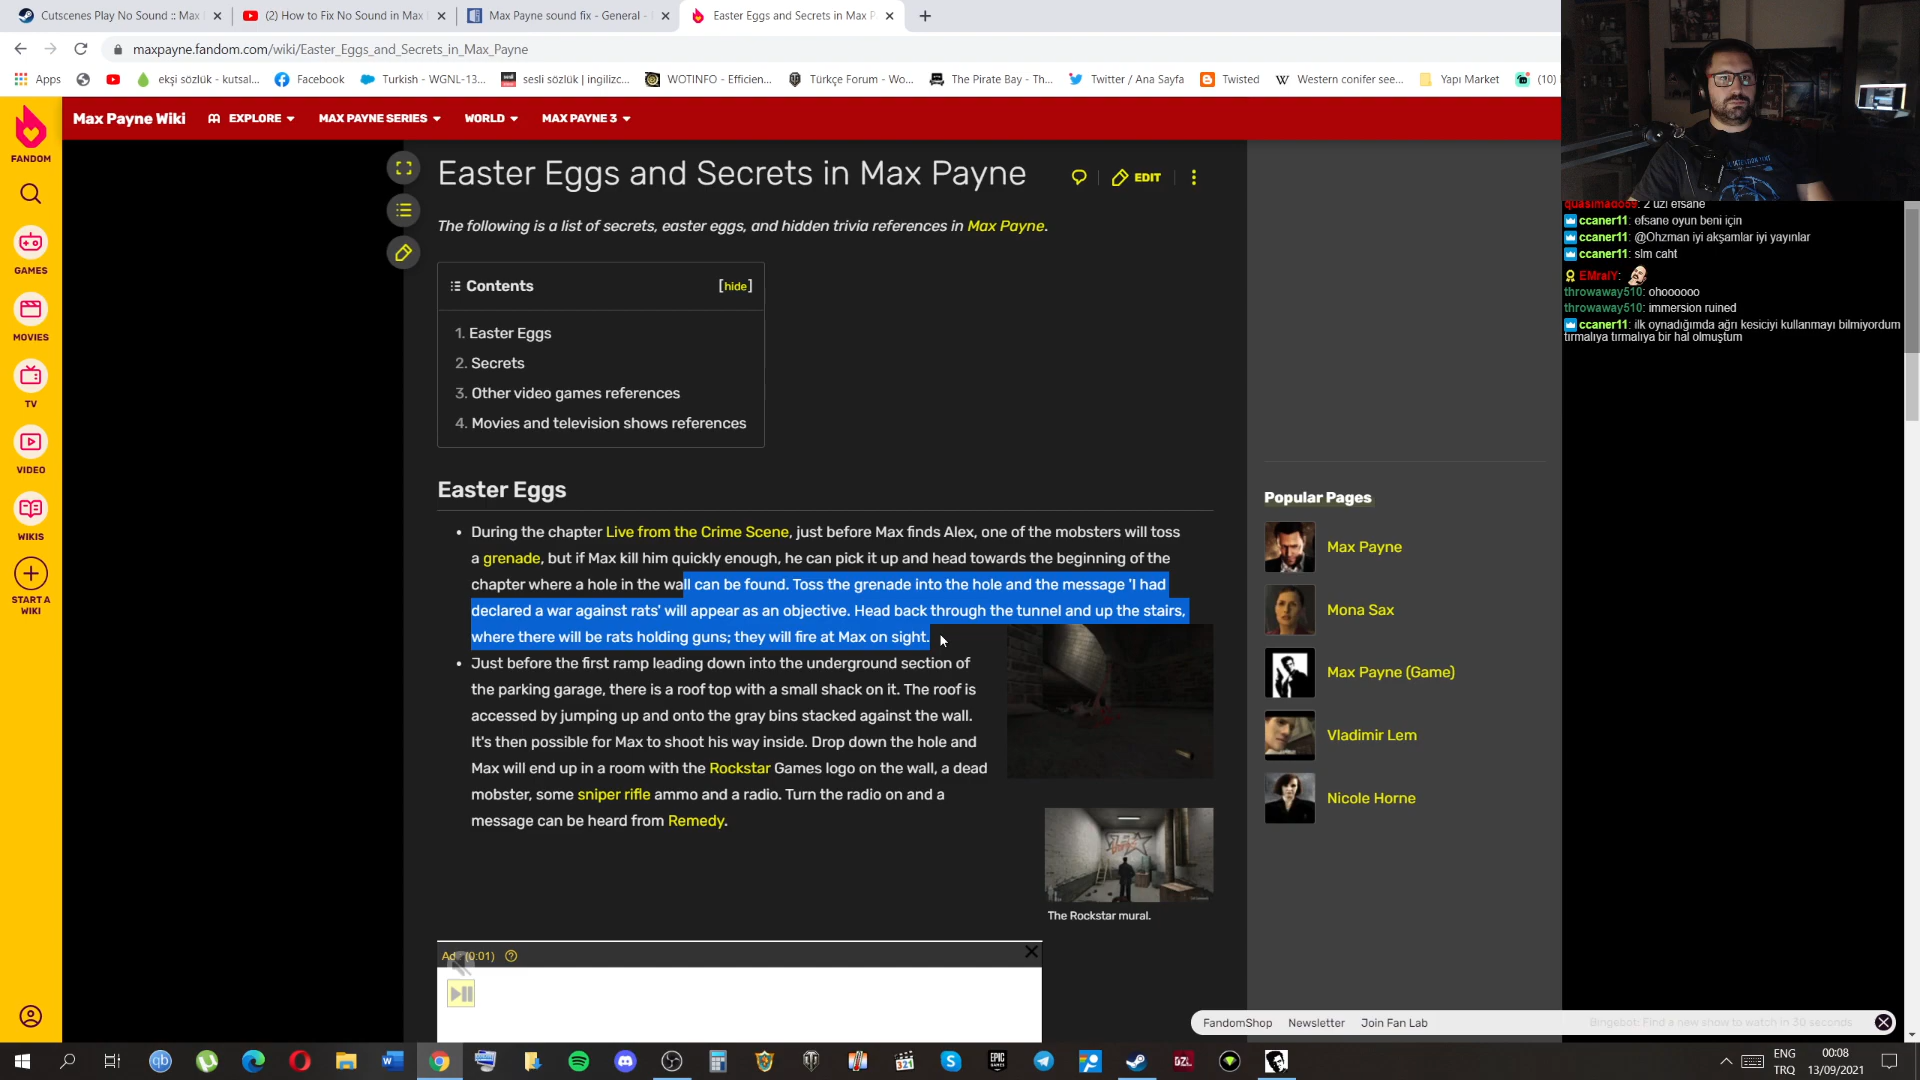 Cutscenes Play No Sound :: Max
(2) How to Fix No Sound in Max
Max Payne sound fix - General -
Easter Eggs and Secrets in Max P
maxpayne.fandom.com/wiki/Easter_Eggs_and_Secrets_in_Max_Payne
Apps
ekşi sözlük - kutsal...
Facebook
Turkish - WGNL-13...
sesli sözlük | ingilizc...
WOTINFO - Efficien...
Türkçe Forum - Wo...
The Pirate Bay - Th...
Twitter / Ana Sayfa
Twisted
Western conifer see...
Yapı Market
(10)
FANDOM
GAMES
MOVIES
TV
VIDEO
WIKIS
START A
WIKI
Max Payne Wiki
EXPLORE
MAX PAYNE SERIES
WORLD
MAX PAYNE 3
Easter Eggs and Secrets in Max Payne
EDIT
The following is a list of secrets, easter eggs, and hidden trivia references in Max Payne.
Contents
[hide]
1. Easter Eggs
2. Secrets
3. Other video games references
4. Movies and television shows references
Easter Eggs
• During the chapter Live from the Crime Scene, just before Max finds Alex, one of the mobsters will toss
a grenade, but if Max kill him quickly enough, he can pick it up and head towards the beginning of the
chapter where a hole in the wall can be found. Toss the grenade into the hole and the message 'I had
declared a war against rats' will appear as an objective. Head back through the tunnel and up the stairs,
where there will be rats holding guns; they will fire at Max on sight.
• Just before the first ramp leading down into the underground section of
the parking garage, there is a roof top with a small shack on it. The roof is
accessed by jumping up and onto the gray bins stacked against the wall.
It's then possible for Max to shoot his way inside. Drop down the hole and
Max will end up in a room with the Rockstar Games logo on the wall, a dead
mobster, some sniper rifle ammo and a radio. Turn the radio on and a
message can be heard from Remedy.
The Rockstar mural.
Ad (0:01)
Popular Pages
Max Payne
Mona Sax
Max Payne (Game)
Vladimir Lem
Nicole Horne
quasimado59: 2 uzi efsane
ccaner11: efsane oyun beni için
ccaner11: @Ohzman iyi akşamlar iyi yayınlar
ccaner11: slm caht
EMralY:
throwaway510: ohoooooo
throwaway510: immersion ruined
ccaner11: ilk oynadığımda ağrı kesiciyi kullanmayı bilmiyordum
tırmalıya tırmalıya bir hal olmuştum
FandomShop
Newsletter
Join Fan Lab
Bingebot: Find a new show to watch in 30 seconds
ENG
TRQ
00:08
13/09/2021